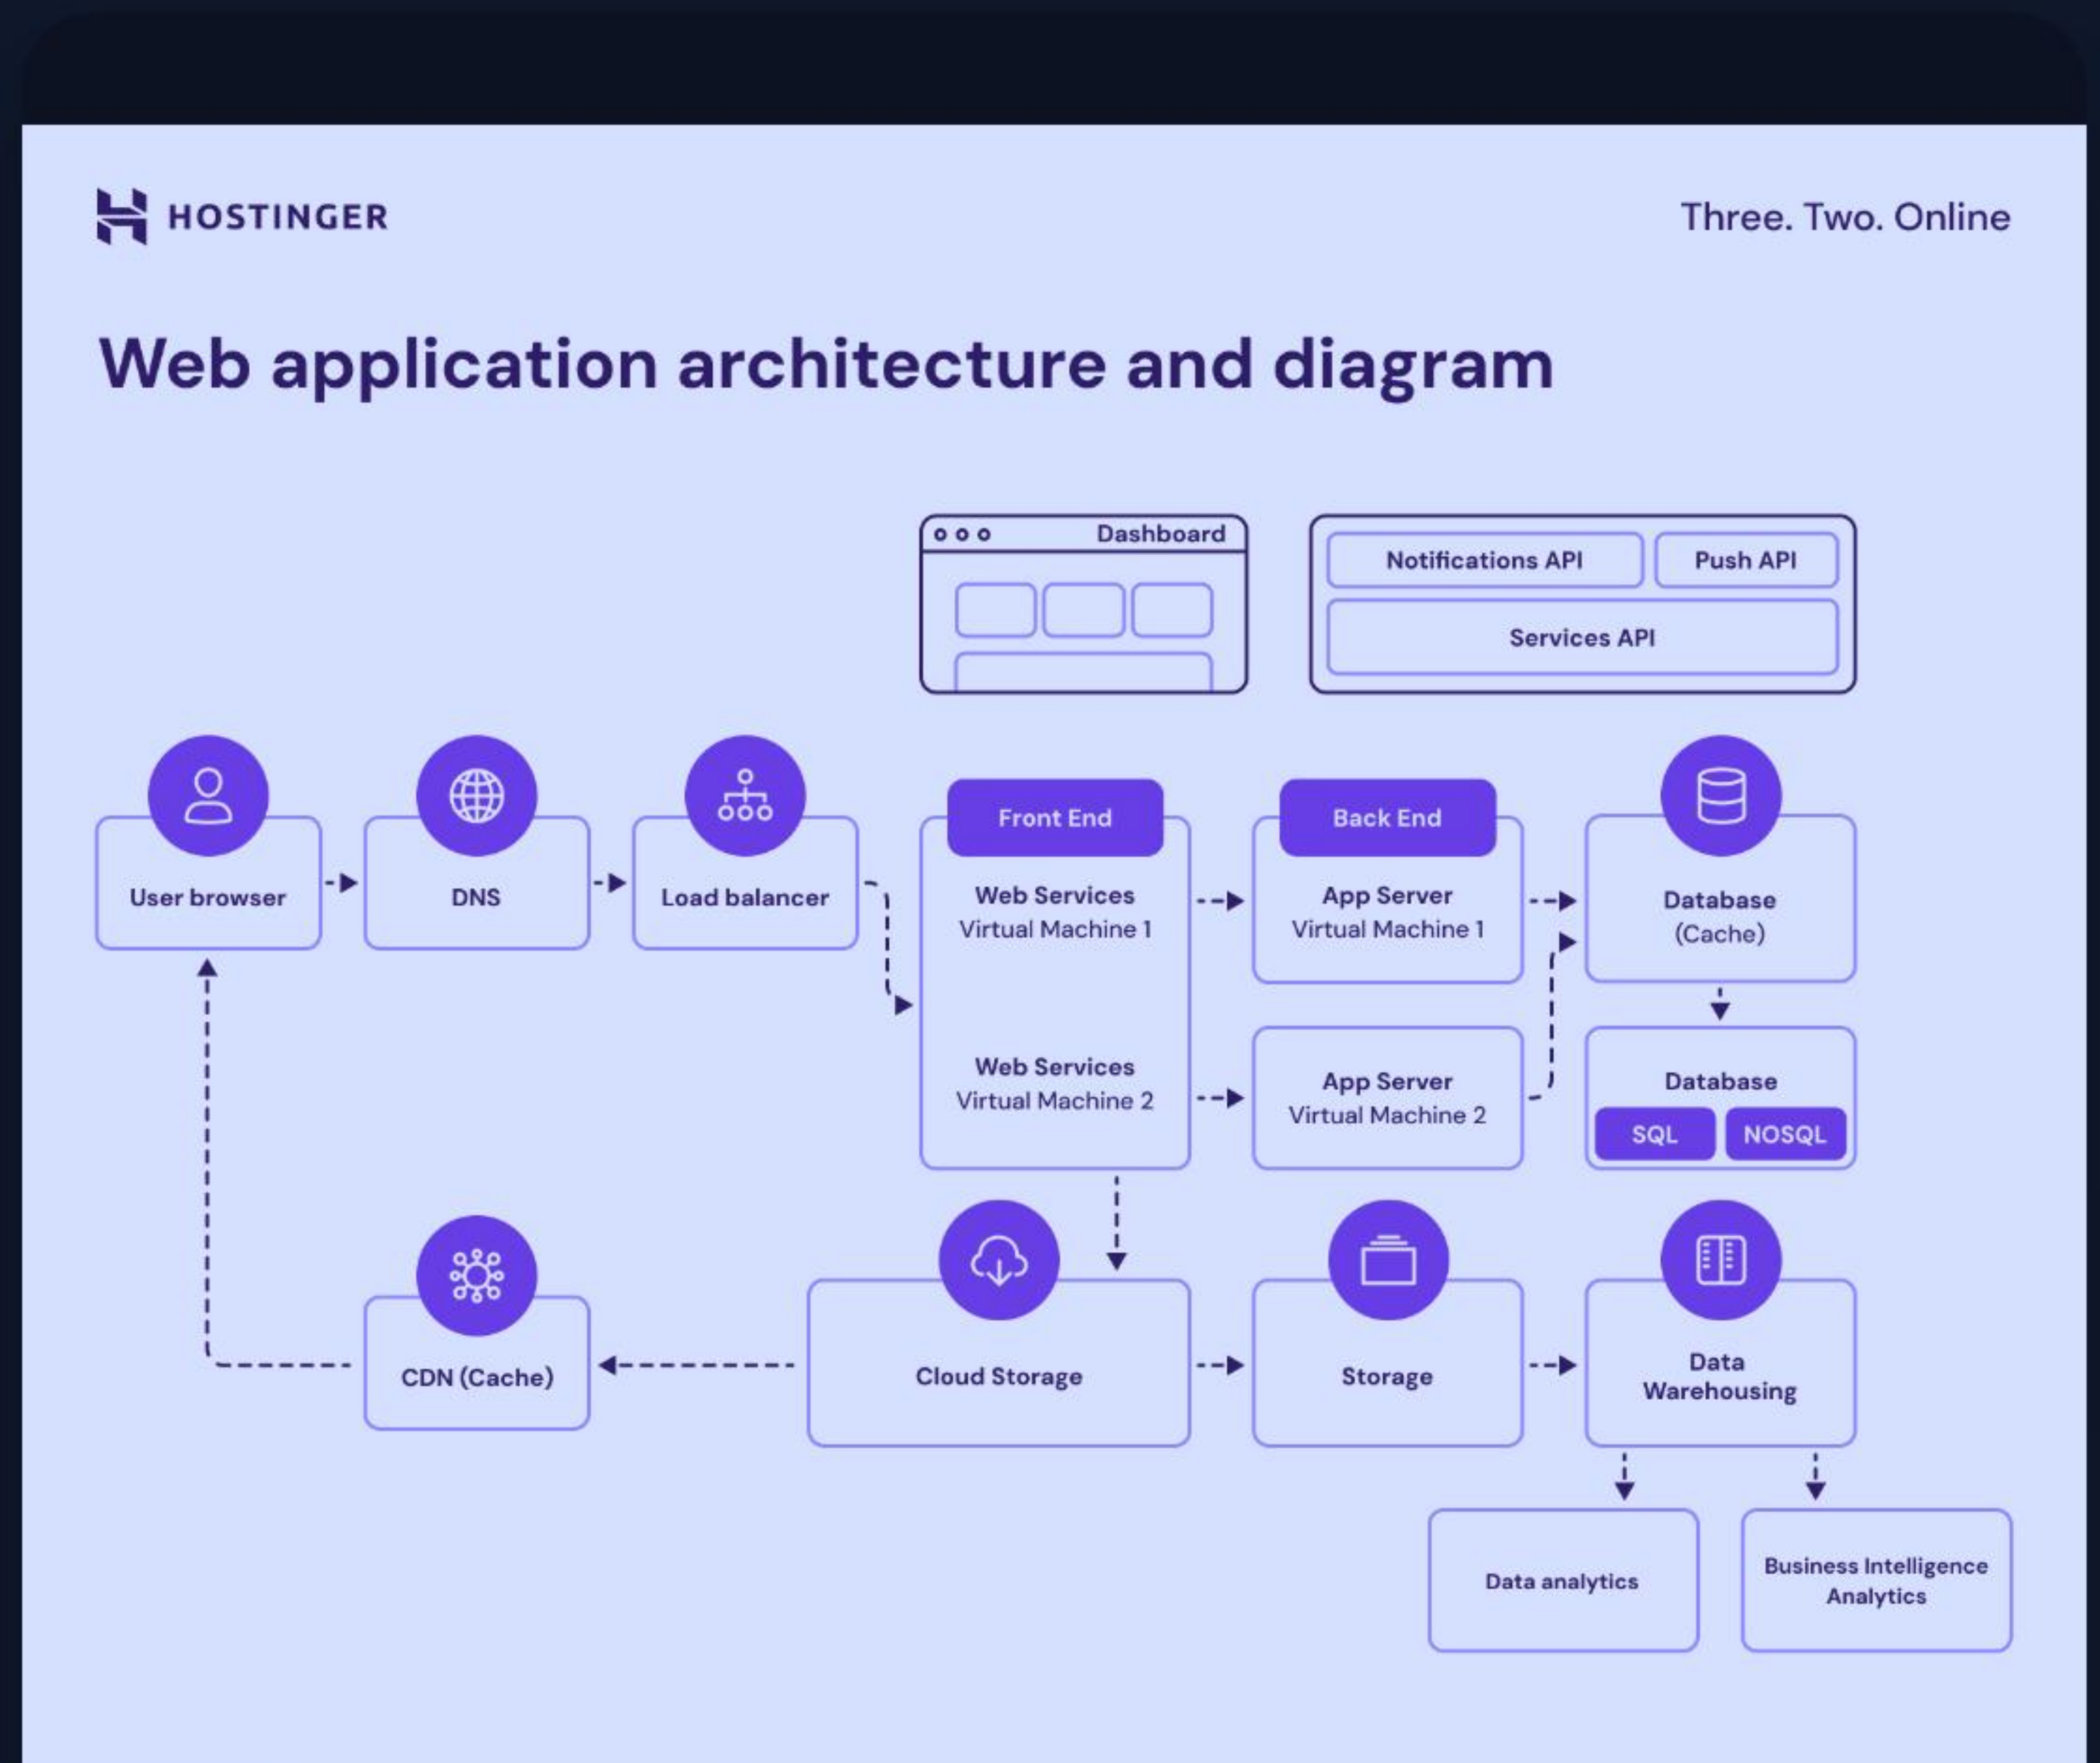 HOSTINGER
Three. Two. Online
Web application architecture and diagram
Dashboard
Notifications API
Push API
Services API
User browser
DNS
Load balancer
Front End
Web Services
Virtual Machine 1
Web Services
Virtual Machine 2
Back End
App Server
Virtual Machine 1
App Server
Virtual Machine 2
Database
(Cache)
Database
SQL
NOSQL
CDN (Cache)
Cloud Storage
Storage
Data
Warehousing
Data analytics
Business Intelligence
Analytics